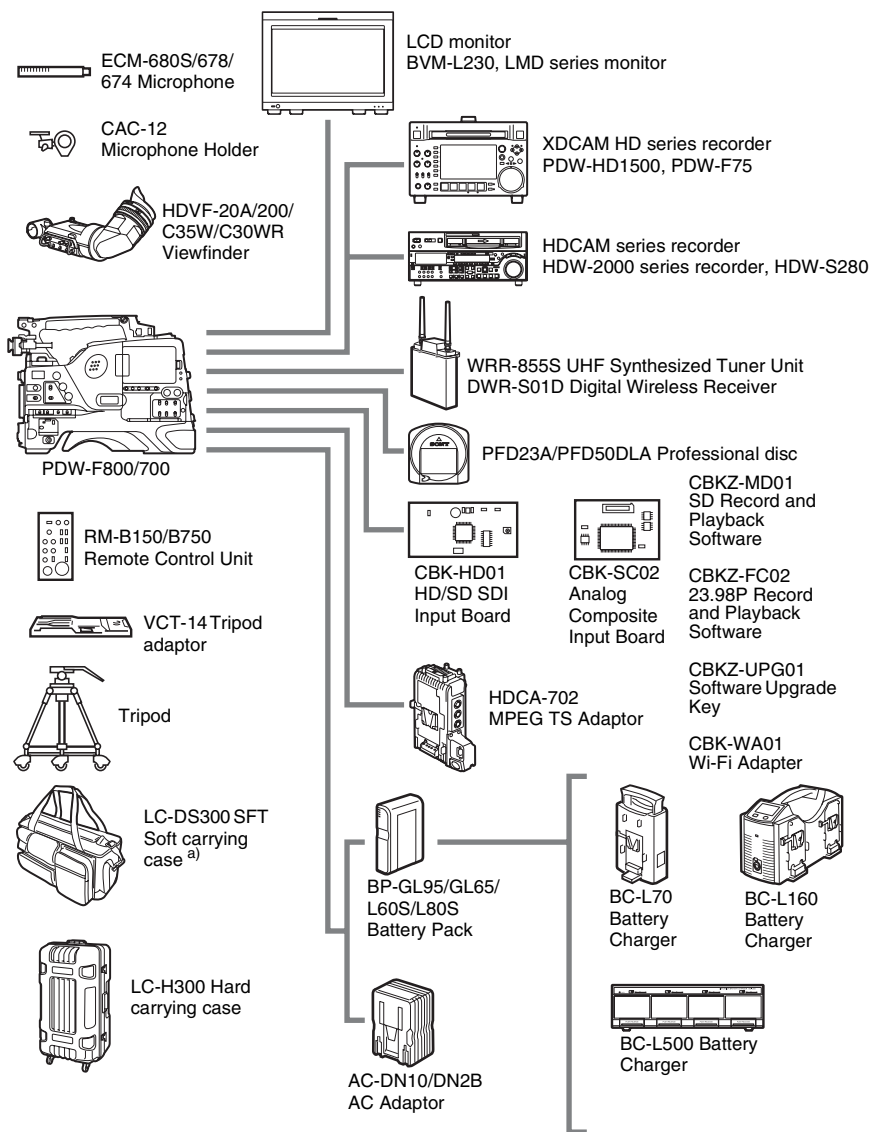 ECM-680S/678/
674 Microphone
CAC-12
Microphone Holder
HDVF-20A/200/
C35W/C30WR
Viewfinder
PDW-F800/700
RM-B150/B750
Remote Control Unit
VCT-14 Tripod
adaptor
Tripod
LC-DS300 SFT
Soft carrying
case a)
LC-H300 Hard
carrying case
LCD monitor
BVM-L230, LMD series monitor
XDCAM HD series recorder
PDW-HD1500, PDW-F75
HDCAM series recorder
HDW-2000 series recorder, HDW-S280
WRR-855S UHF Synthesized Tuner Unit
DWR-S01D Digital Wireless Receiver
SONY
PFD23A/PFD50DLA Professional disc
CBK-HD01
HD/SD SDI
Input Board
CBK-SC02
Analog
Composite
Input Board
CBKZ-MD01
SD Record and
Playback
Software
CBKZ-FC02
23.98P Record
and Playback
Software
CBKZ-UPG01
Software Upgrade
Key
CBK-WA01
Wi-Fi Adapter
HDCA-702
MPEG TS Adaptor
BP-GL95/GL65/
L60S/L80S
Battery Pack
AC-DN10/DN2B
AC Adaptor
BC-L70
Battery
Charger
BC-L160
Battery
Charger
BC-L500 Battery
Charger